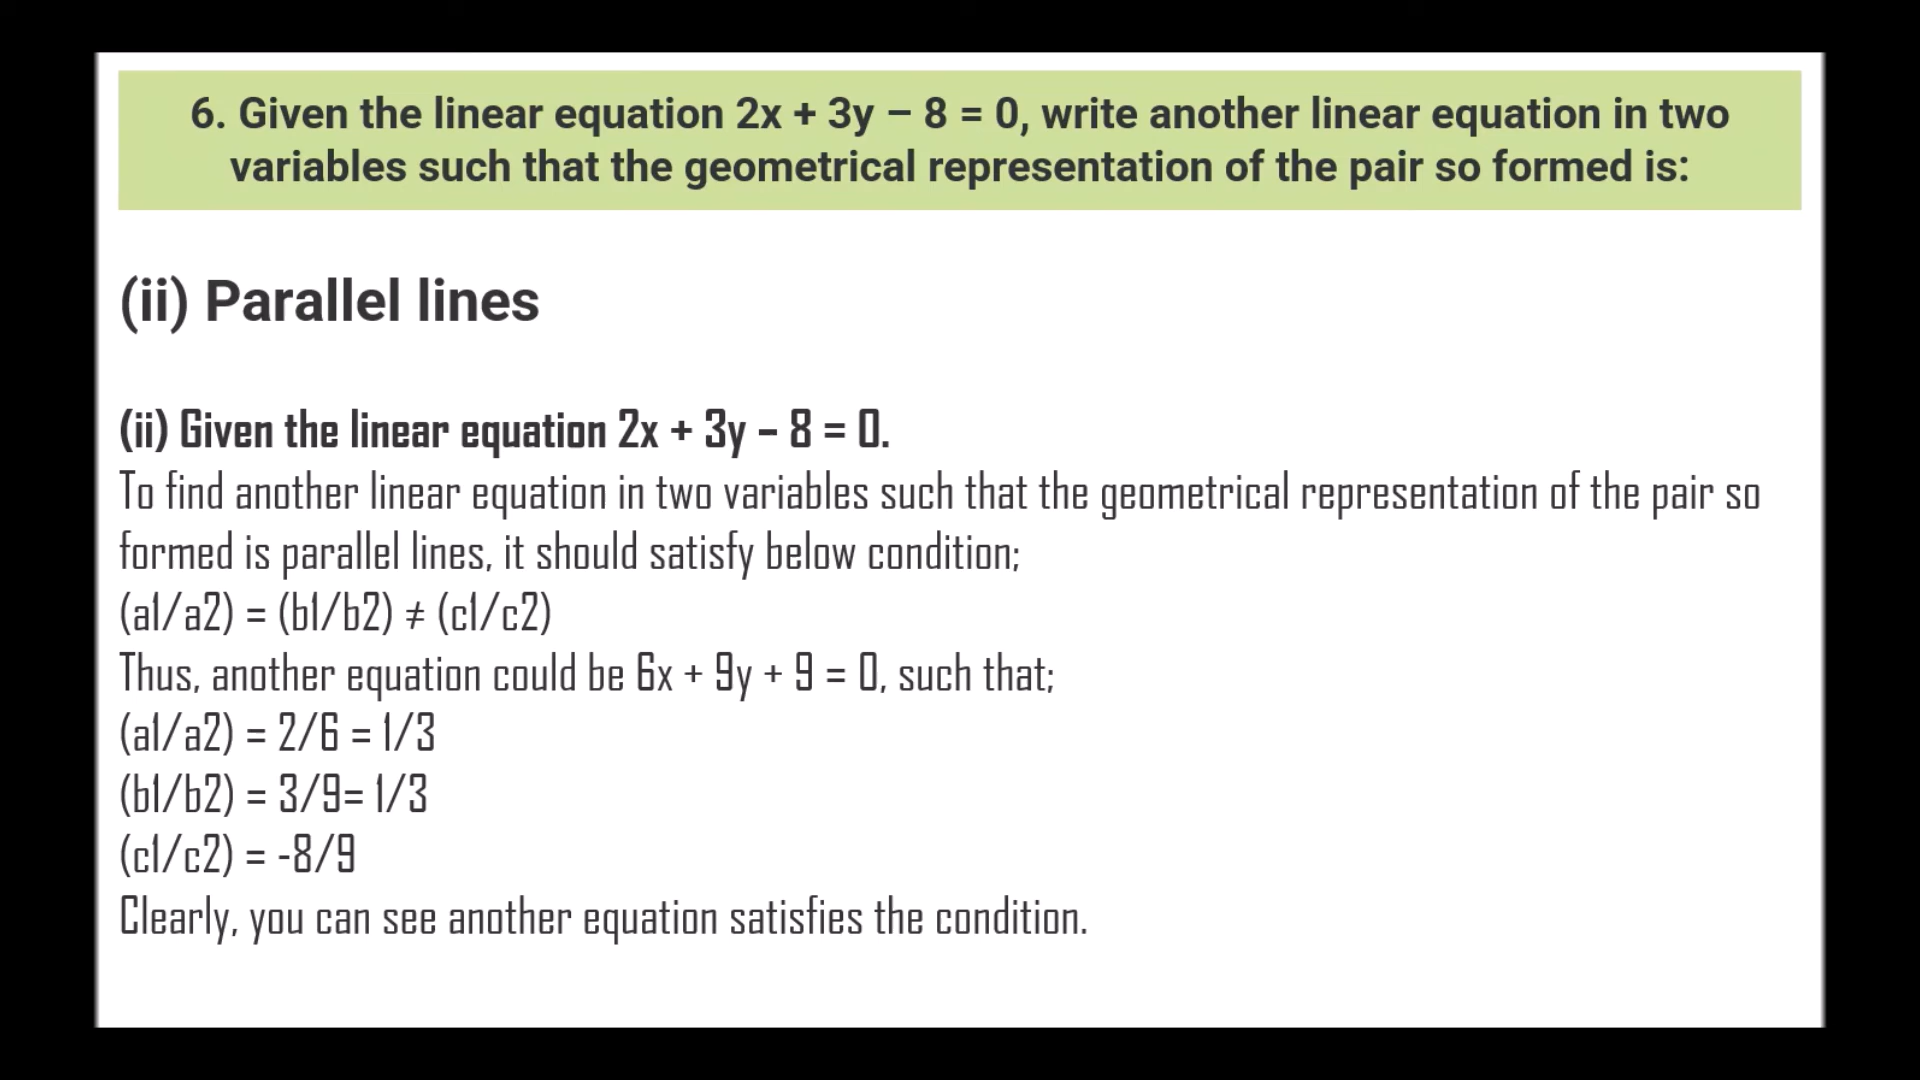 6. Given the linear equation 2x + 3y – 8 = 0, write another linear equation in two
variables such that the geometrical representation of the pair so formed is:
(ii) Parallel lines
(ii) Given the linear equation 2x + 3y – 8 = 0.
To find another linear equation in two variables such that the geometrical representation of the pair so
formed is parallel lines, it should satisfy below condition;
(a1/a2) = (b1/b2) ≠ (c1/c2)
Thus, another equation could be 6x + 9y + 9 = 0, such that;
(a1/a2) = 2/6 = 1/3
(b1/b2) = 3/9= 1/3
(c1/c2) = -8/9
Clearly, you can see another equation satisfies the condition.